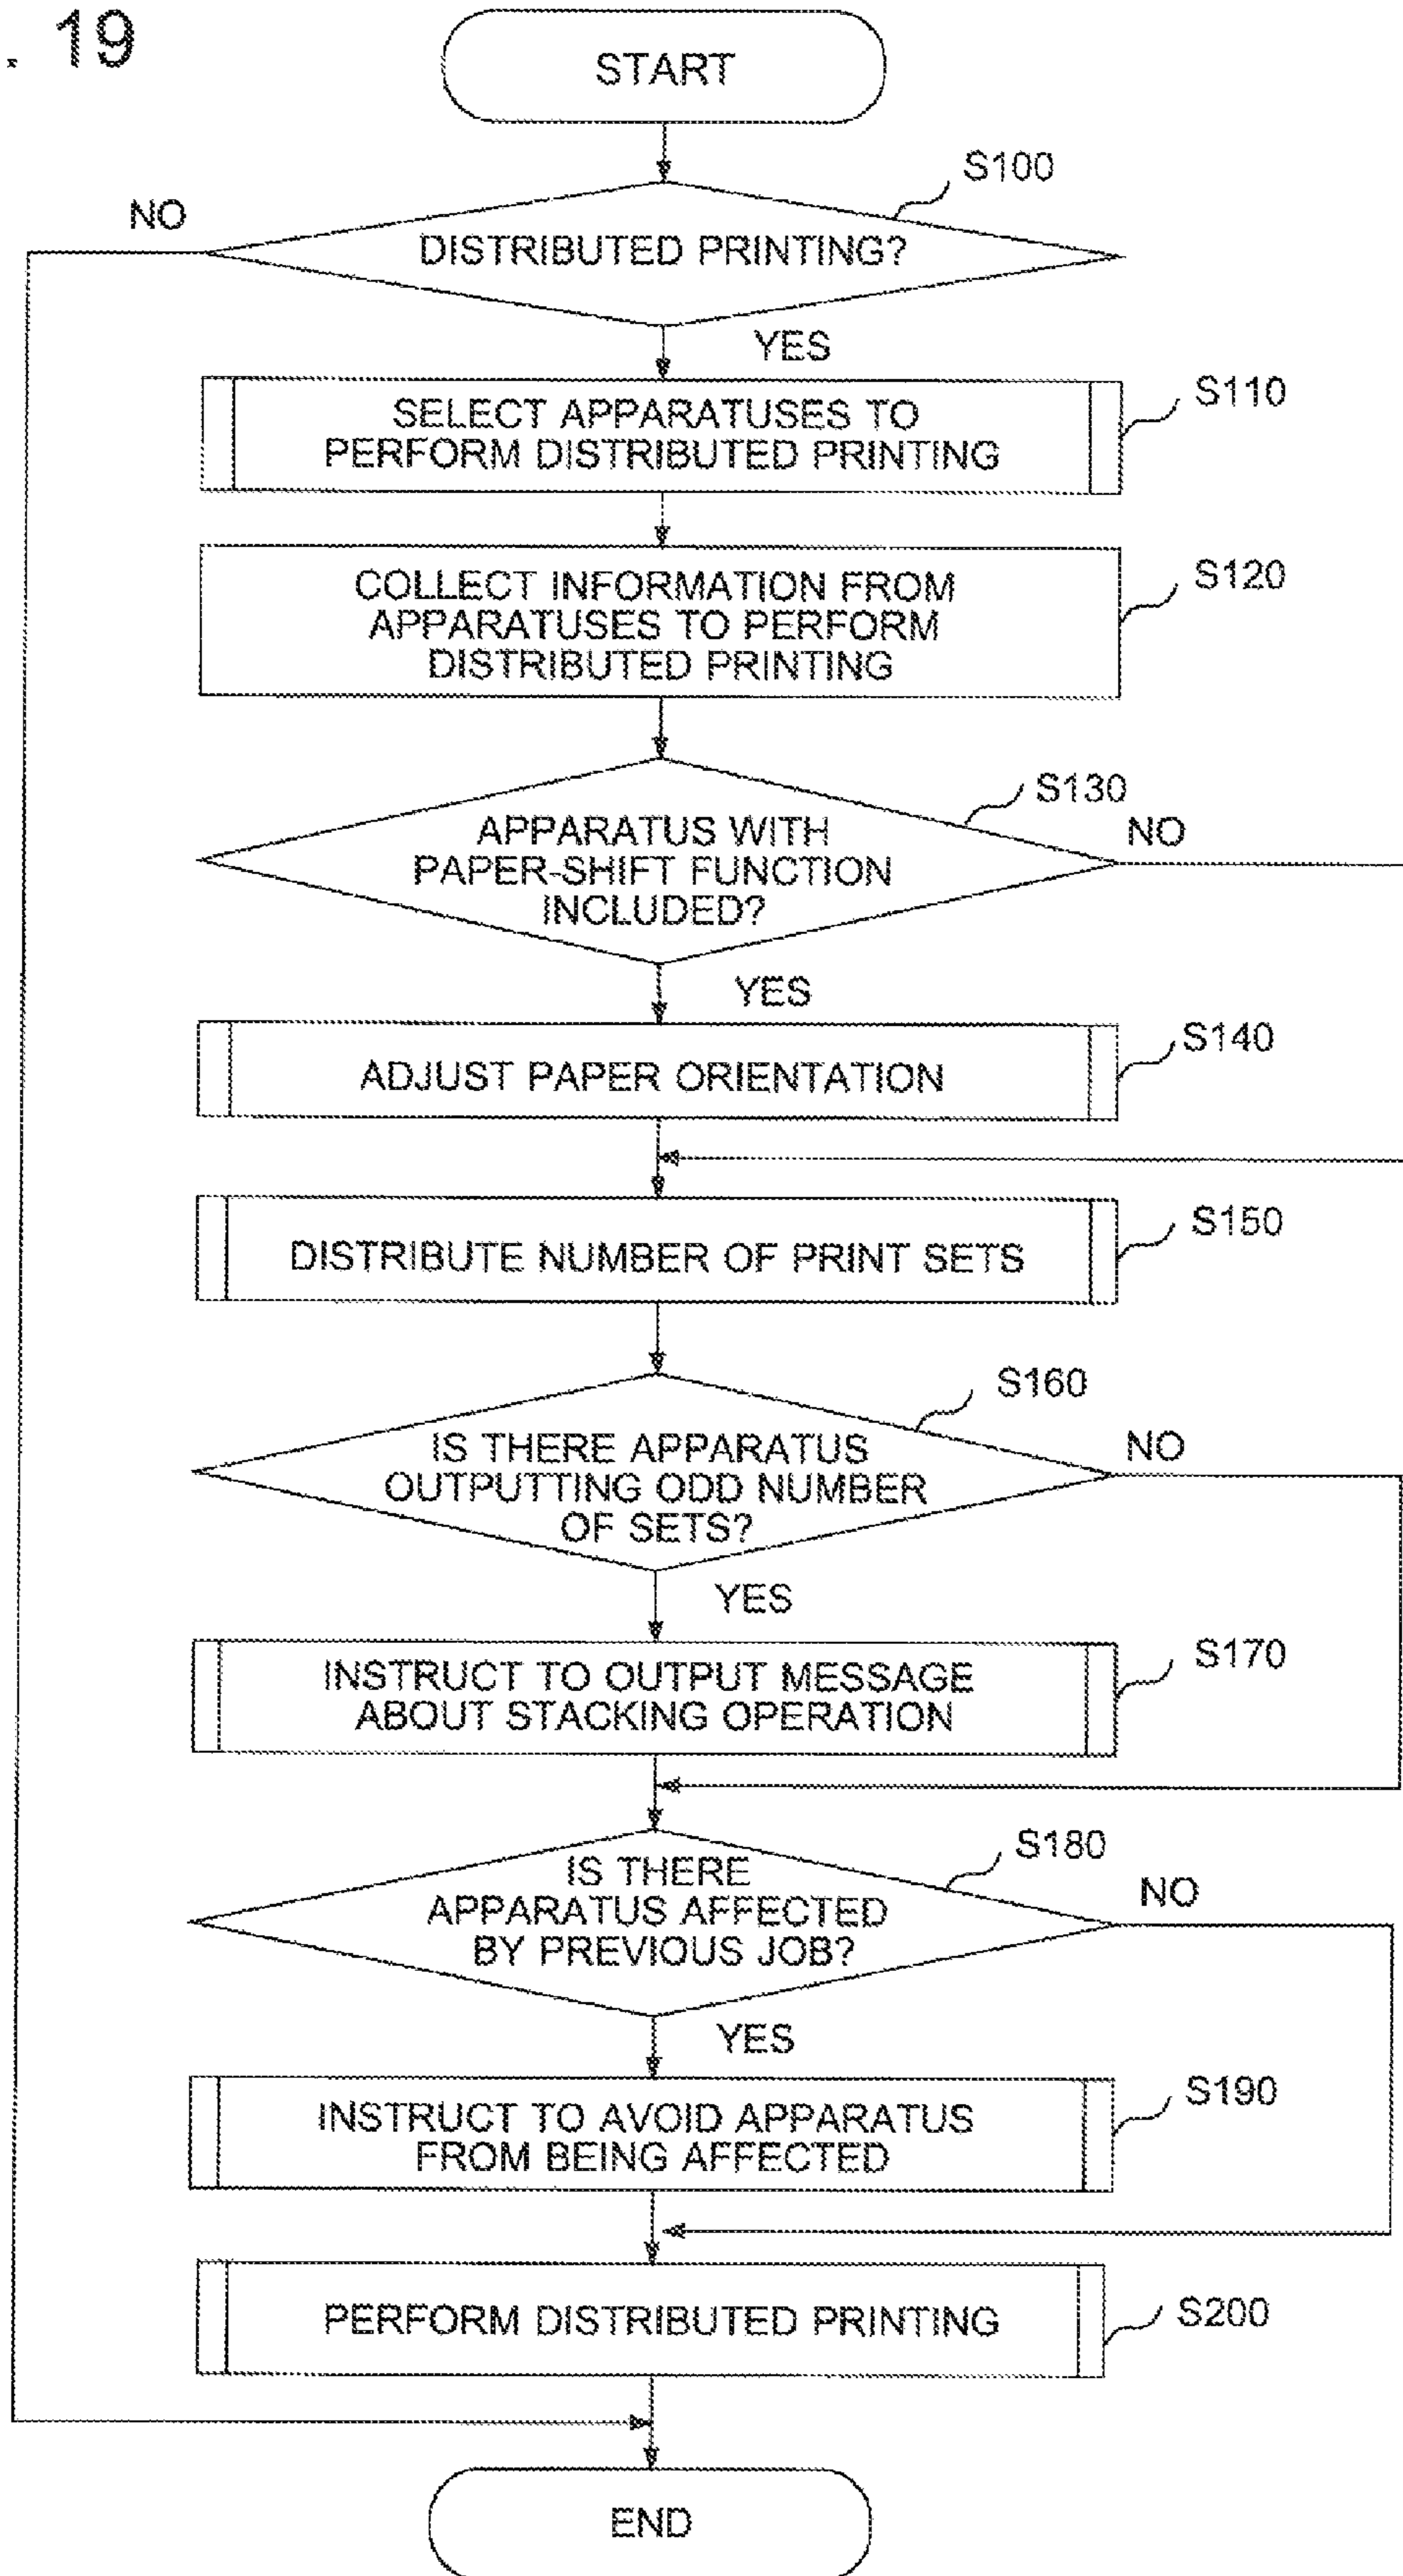 . 19
START
S100
NO
DISTRIBUTED PRINTING?
YES
SELECT APPARATUSES TO
PERFORM DISTRIBUTED PRINTING
S110
COLLECT INFORMATION FROM
APPARATUSES TO PERFORM
DISTRIBUTED PRINTING
S120
S130
APPARATUS WITH
PAPER-SHIFT FUNCTION
INCLUDED?
NO
YES
ADJUST PAPER ORIENTATION
S140
DISTRIBUTE NUMBER OF PRINT SETS
S150
S160
IS THERE APPARATUS
OUTPUTTING ODD NUMBER
OF SETS?
NO
YES
INSTRUCT TO OUTPUT MESSAGE
ABOUT STACKING OPERATION
S170
S180
IS THERE
APPARATUS AFFECTED
BY PREVIOUS JOB?
NO
YES
INSTRUCT TO AVOID APPARATUS
FROM BEING AFFECTED
S190
PERFORM DISTRIBUTED PRINTING
S200
END